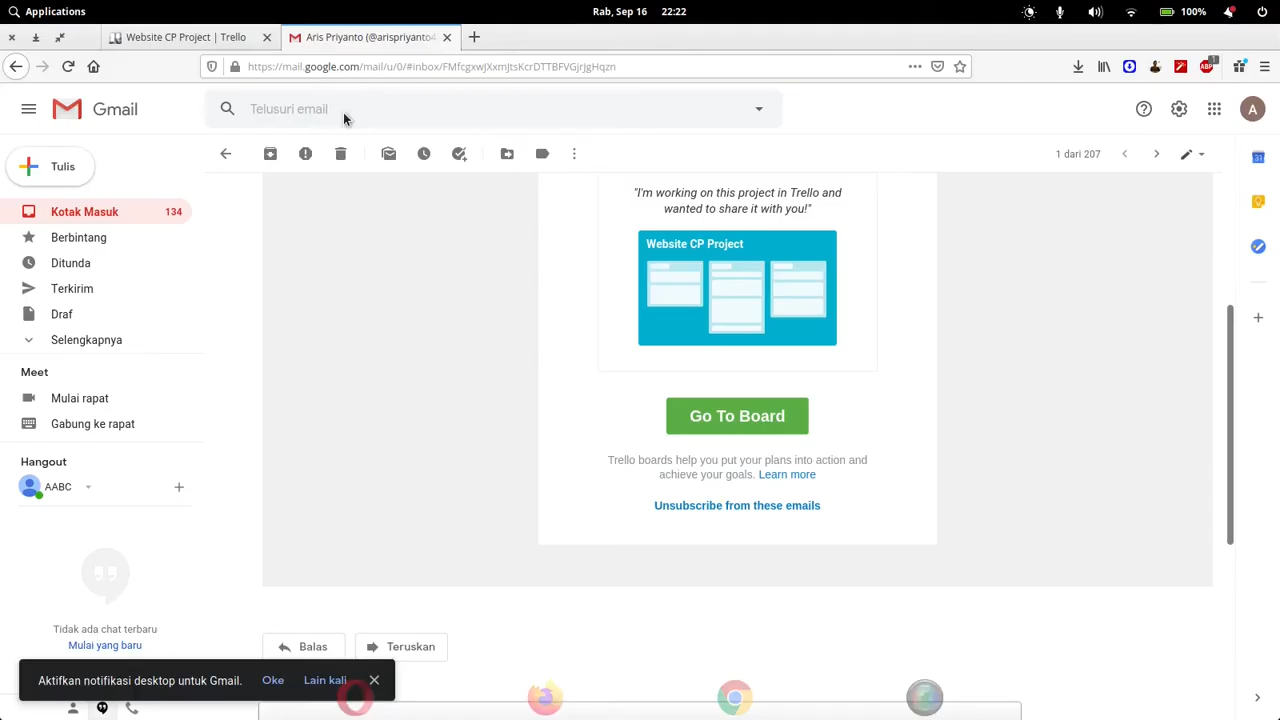 Applications
Rab, Sep 16 22:22
100%
Website CP Project | Trello
Aris Priyanto (@arispriyanto4
https://mail.google.com/mail/u/0/#inbox/FMfcgxwJXxmJtsKcrDTTBFVGjrJgHqzn
ABP
1
Gmail
Telusuri email
A
Tulis
1 dari 207
31
Kotak Masuk 134
Berbintang
Ditunda
Terkirim
Draf
Selengkapnya
Meet
Mulai rapat
Gabung ke rapat
Hangout
AABC
Tidak ada chat terbaru
Mulai yang baru
"I'm working on this project in Trello and
wanted to share it with you!"
Website CP Project
Go To Board
Trello boards help you put your plans into action and
achieve your goals. Learn more
Unsubscribe from these emails
Balas
Teruskan
Aktifkan notifikasi desktop untuk Gmail. Oke Lain kali